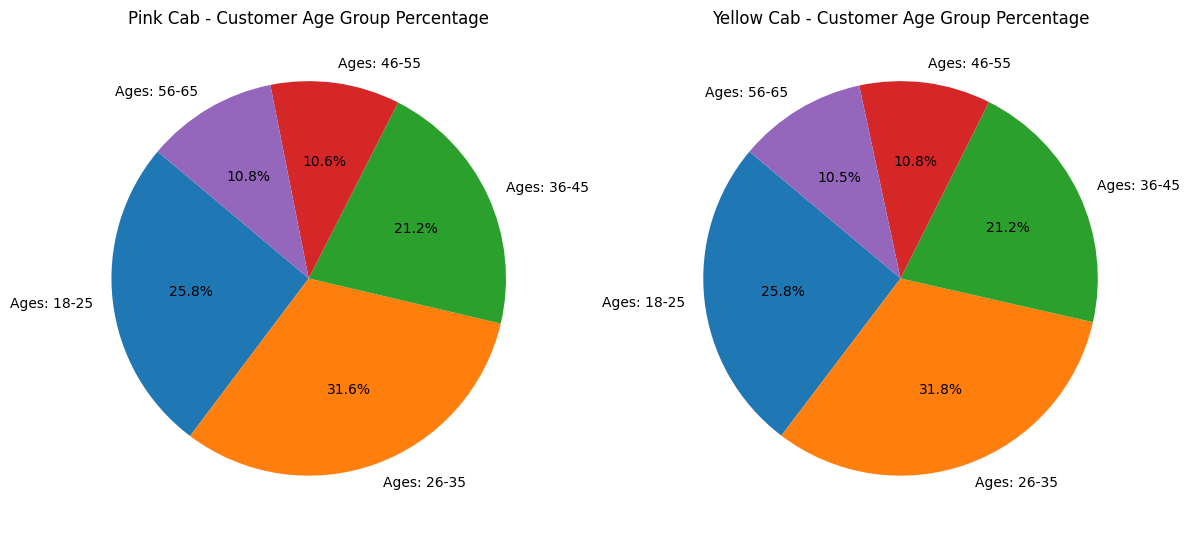 Pink Cab - Customer Age Group Percentage
Ages: 46-55
Ages: 56-65
10.6%
10.8%
Ages: 36-45
21.2%
25.8%
Ages: 18-25
31.6%
Ages: 26-35
Yellow Cab - Customer Age Group Percentage
Ages: 46-55
Ages: 56-65
10.8%
10.5%
Ages: 36-45
21.2%
25.8%
Ages: 18-25
31.8%
Ages: 26-35